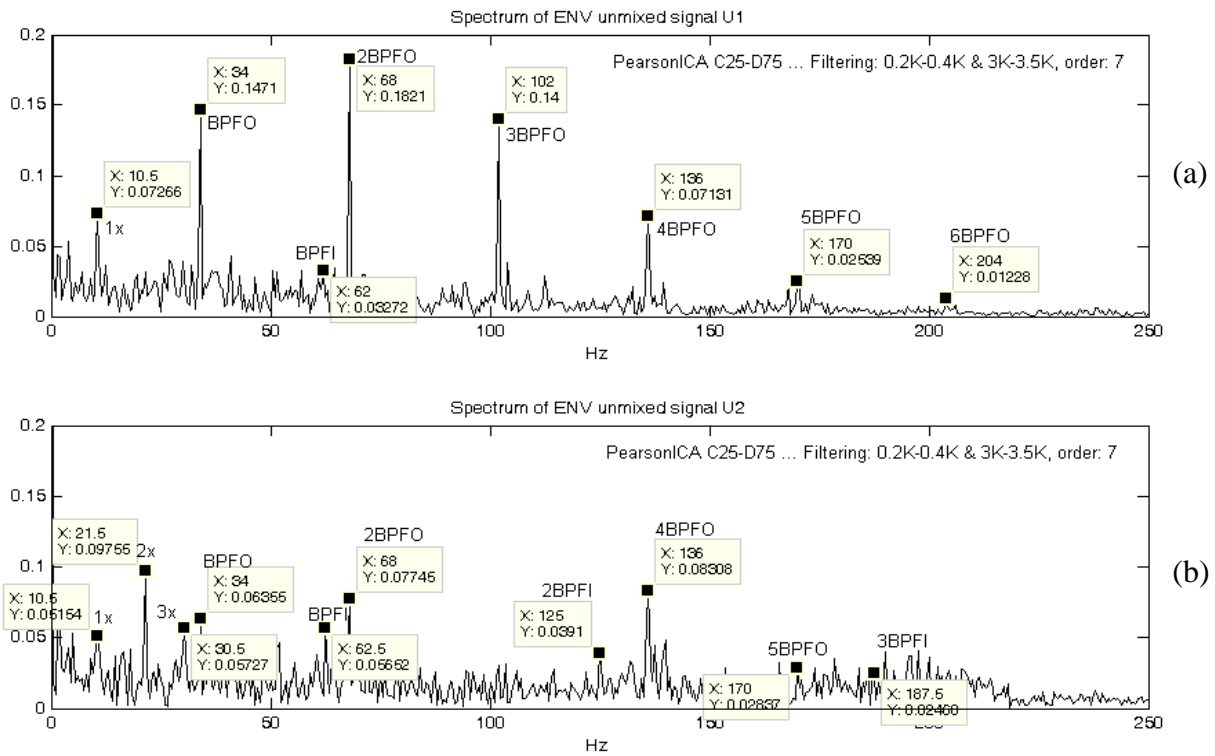 Spectrum of ENV unmixed signal U1
0.2
0.15
0.1
0.05
0
PearsonICA C25-D75 ... Filtering: 0.2K-0.4K & 3K-3.5K, order: 7
X: 10.5
Y: 0.07266
1x
X: 34
Y: 0.1471
BPFO
BPFI
X: 62
Y: 0.03272
2BPFO
X: 68
Y: 0.1821
X: 102
Y: 0.14
3BPFO
X: 136
Y: 0.07131
4BPFO
5BPFO
X: 170
Y: 0.02539
6BPFO
X: 204
Y: 0.01228
0 50 100 150 200 250
Hz
(a)
Spectrum of ENV unmixed signal U2
0.2
0.15
0.1
0.05
0
PearsonICA C25-D75 ... Filtering: 0.2K-0.4K & 3K-3.5K, order: 7
X: 10.5
Y: 0.05154
1x
X: 21.5
Y: 0.09755
2x
3x
X: 30.5
Y: 0.05727
BPFO
X: 34
Y: 0.06355
BPFI
X: 62.5
Y: 0.05652
2BPFO
X: 68
Y: 0.07745
2BPFI
X: 125
Y: 0.0391
4BPFO
X: 136
Y: 0.08308
5BPFO
X: 170
Y: 0.02837
3BPFI
X: 187.5
0 50 100 150 200 250
Hz
(b)